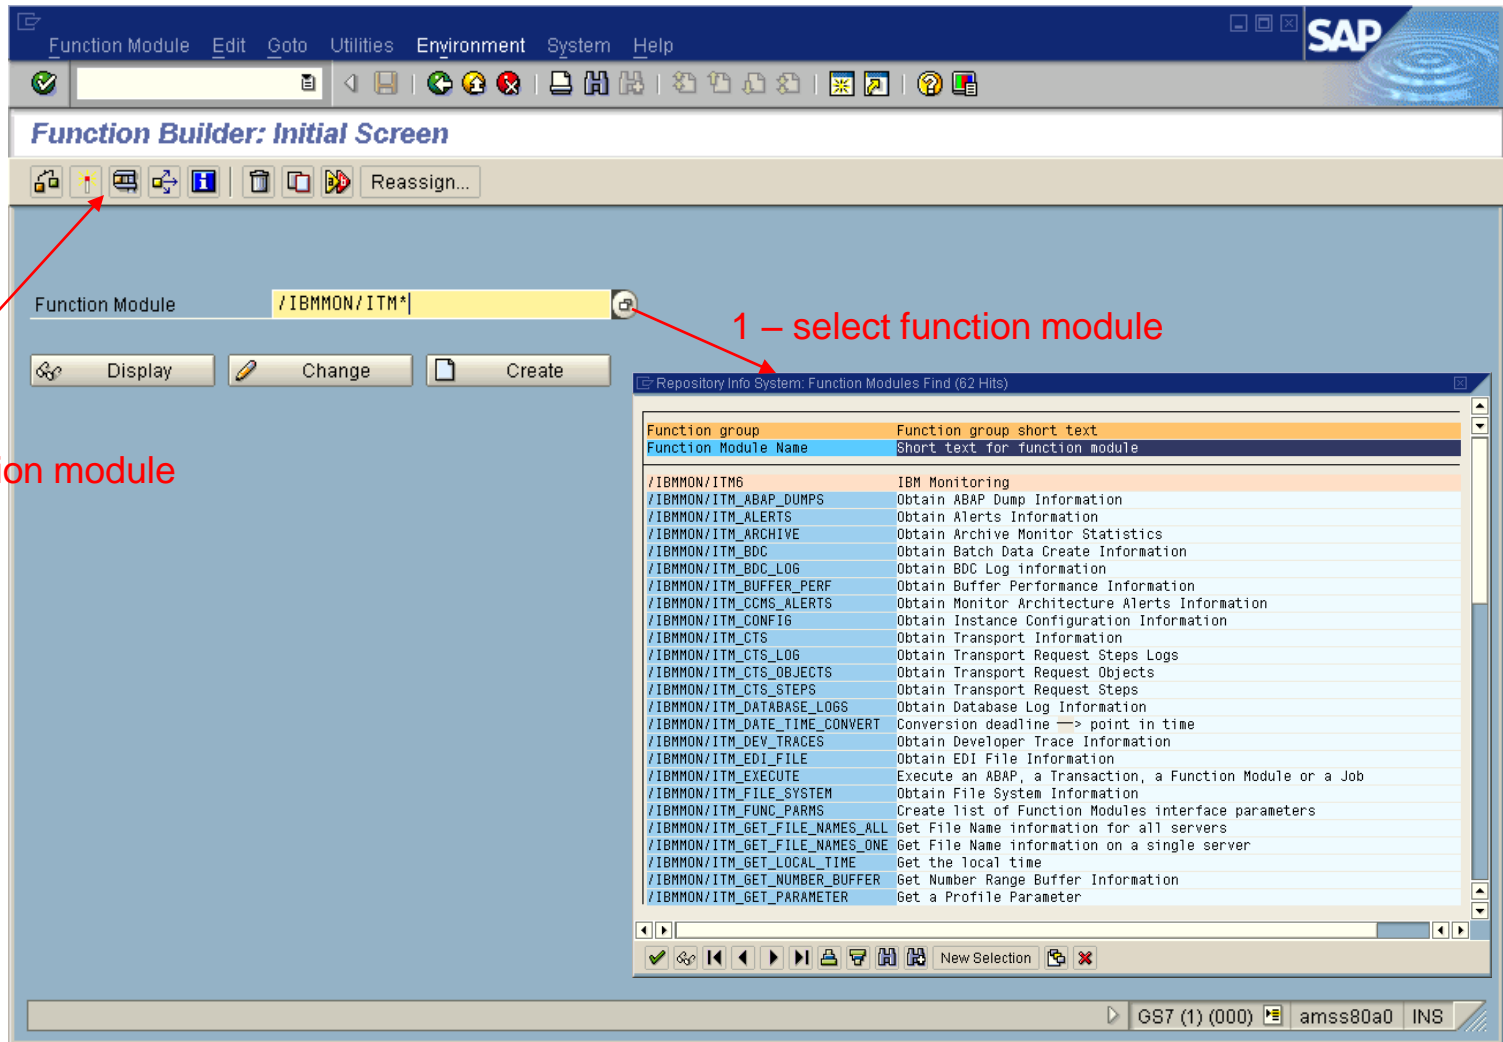 Function Module Edit Goto Utilities Environment System Help
SAP
Function Builder: Initial Screen
Reassign...
Function Module /IBMMON/ITM*
1 – select function module
Display Change Create
Repository Info System: Function Modules Find (62 Hits)
Function group Function group short text
Function Module Name Short text for function module
module
/IBMMON/ITM6 IBM Monitoring
/IBMMON/ITM_ABAP_DUMPS Obtain ABAP Dump Information
/IBMMON/ITM_ALERTS Obtain Alerts Information
/IBMMON/ITM_ARCHIVE Obtain Archive Monitor Statistics
/IBMMON/ITM_BDC Obtain Batch Data Create Information
/IBMMON/ITM_BDC_LOG Obtain BDC Log information
/IBMMON/ITM_BUFFER_PERF Obtain Buffer Performance Information
/IBMMON/ITM_CCMS_ALERTS Obtain Monitor Architecture Alerts Information
/IBMMON/ITM_CONFIG Obtain Instance Configuration Information
/IBMMON/ITM_CTS Obtain Transport Information
/IBMMON/ITM_CTS_LOG Obtain Transport Request Steps Logs
/IBMMON/ITM_CTS_OBJECTS Obtain Transport Request Objects
/IBMMON/ITM_CTS_STEPS Obtain Transport Request Steps
/IBMMON/ITM_DATABASE_LOGS Obtain Database Log Information
/IBMMON/ITM_DATE_TIME_CONVERT Conversion deadline —> point in time
/IBMMON/ITM_DEV_TRACES Obtain Developer Trace Information
/IBMMON/ITM_EDI_FILE Obtain EDI File Information
/IBMMON/ITM_EXECUTE Execute an ABAP, a Transaction, a Function Module or a Job
/IBMMON/ITM_FILE_SYSTEM Obtain File System Information
/IBMMON/ITM_FUNC_PARMS Create list of Function Modules interface parameters
/IBMMON/ITM_GET_FILE_NAMES_ALL Get File Name information for all servers
/IBMMON/ITM_GET_FILE_NAMES_ONE Get File Name information on a single server
/IBMMON/ITM_GET_LOCAL_TIME Get the local time
/IBMMON/ITM_GET_NUMBER_BUFFER Get Number Range Buffer Information
/IBMMON/ITM_GET_PARAMETER Get a Profile Parameter
New Selection
GS7 (1) (000) amss80a0 INS